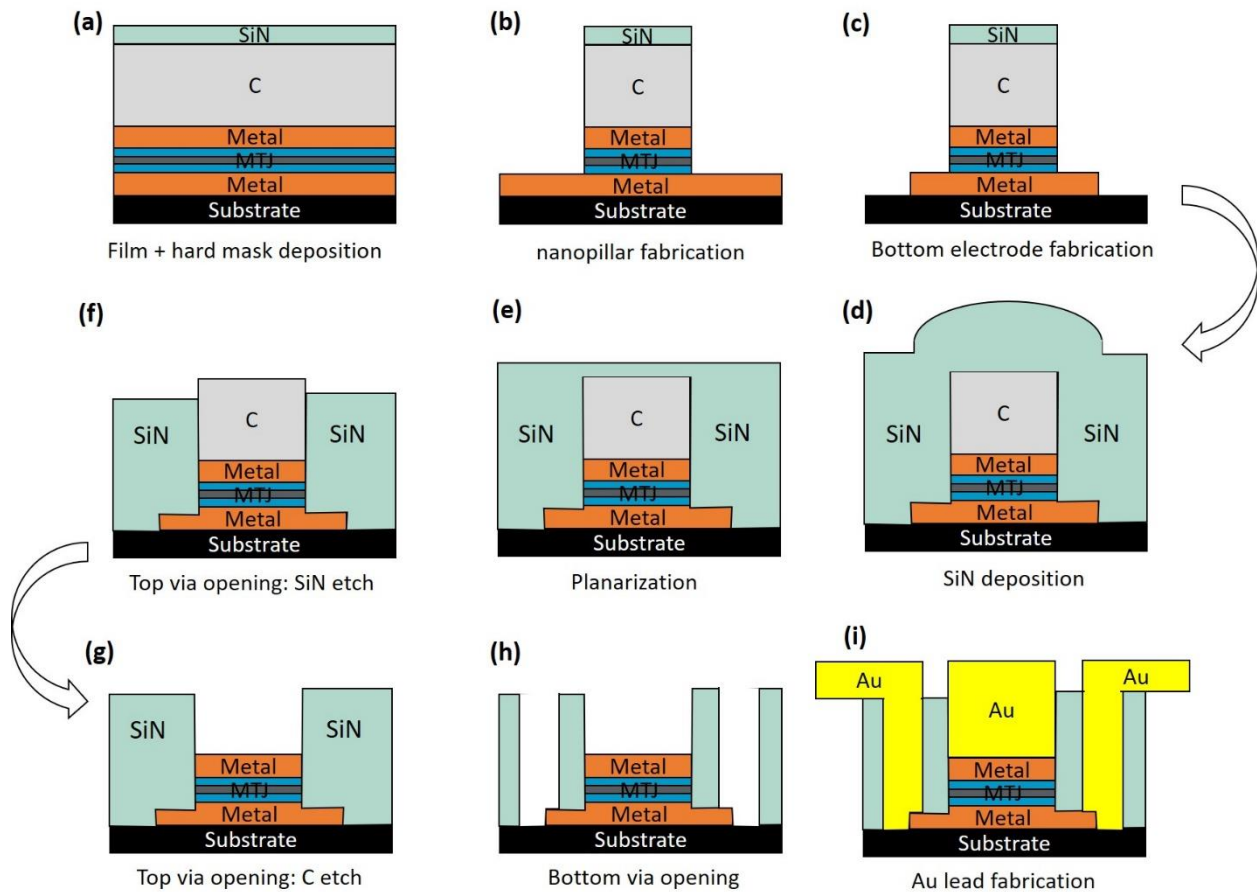 (a)
SiN
C
Metal
MTJ
Metal
Substrate
Film + hard mask deposition
(b)
SiN
C
Metal
MTJ
Metal
Substrate
nanopillar fabrication
(c)
SiN
C
Metal
MTJ
Metal
Substrate
Bottom electrode fabrication
(f)
C
SiN
SiN
Metal
MTJ
Metal
Substrate
Top via opening: SiN etch
(e)
C
SiN
SiN
Metal
MTJ
Metal
Substrate
Planarization
(d)
C
SiN
SiN
Metal
MTJ
Metal
Substrate
SiN deposition
(g)
SiN
SiN
Metal
MTJ
Metal
Substrate
Top via opening: C etch
(h)
Metal
MTJ
Metal
Substrate
Bottom via opening
(i)
Au
Au
Au
Metal
MTJ
Metal
Substrate
Au lead fabrication